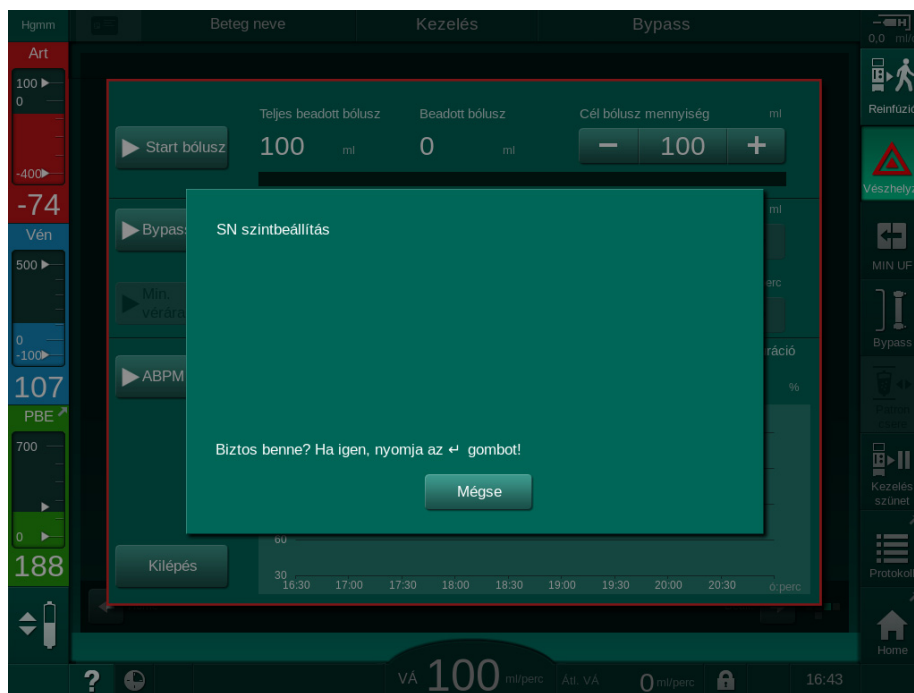 Hgmm
Beteg neve
Kezelés
Bypass
0,0 ml/
Art
100
0
-400
-74
Vén
500
0
-100
107
PBE
700
0
188
Teljes beadott bólusz
Beadott bólusz
Cél bólusz mennyiség
ml
Start bólusz
100 ml
0 ml
− 100 +
Bypas
ml
Min.
vérára
erc
ABPM
ráció
%
SN szintbeállítás
Biztos benne? Ha igen, nyomja az ↵ gombot!
Mégse
60
30
16:30 17:00 17:30 18:00 18:30 19:00 19:30 20:00 20:30 ó:perc
Kilépés
Reinfúzió
Vészhelyz
MIN UF
Bypass
Kezelés
szünet
Protokoll
Home
?
VÁ 100 ml/perc
Átl. VÁ 0 ml/perc
16:43